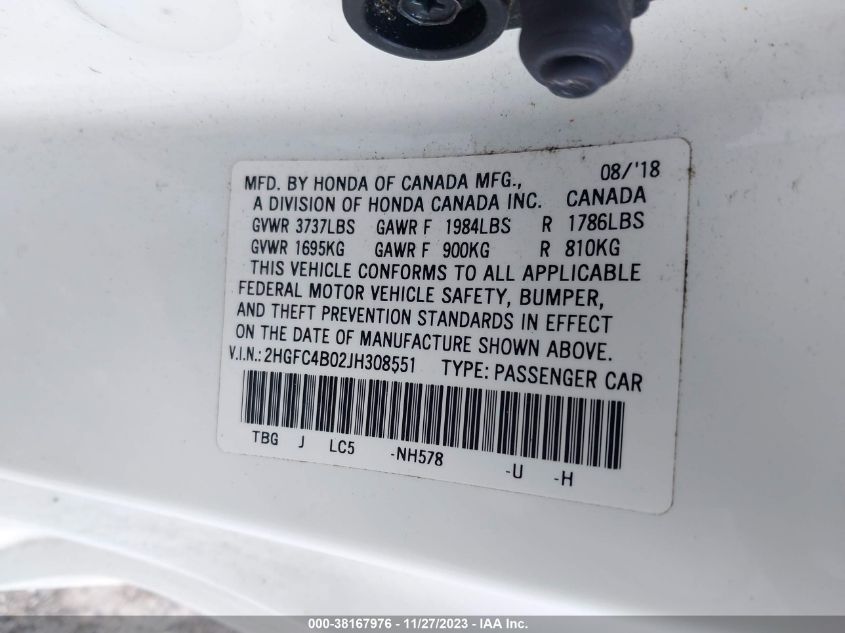 MFD. BY HONDA OF CANADA MFG., 08/'18
A DIVISION OF HONDA CANADA INC. CANADA
GVWR 3737LBS GAWR F 1984LBS R 1786LBS
GVWR 1695KG GAWR F 900KG R 810KG
THIS VEHICLE CONFORMS TO ALL APPLICABLE
FEDERAL MOTOR VEHICLE SAFETY, BUMPER,
AND THEFT PREVENTION STANDARDS IN EFFECT
ON THE DATE OF MANUFACTURE SHOWN ABOVE.
V.I.N.: 2HGFC4B02JH308551 TYPE: PASSENGER CAR
TBG J LC5 -NH578 -U -H
000-38167976 - 11/27/2023 - IAA Inc.